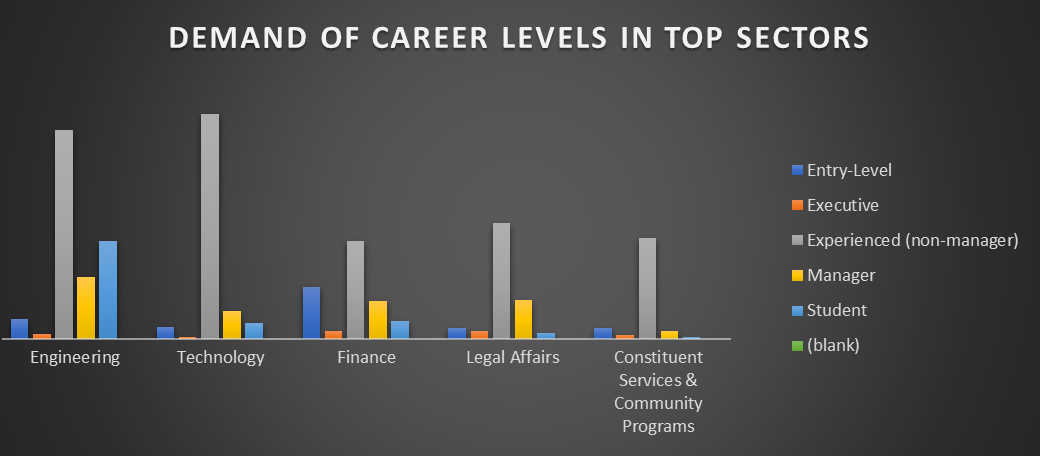 DEMAND OF CAREER LEVELS IN TOP SECTORS
Entry-Level
Executive
Experienced (non-manager)
Manager
Student
(blank)
Engineering
Technology
Finance
Legal Affairs
Constituent
Services &
Community
Programs